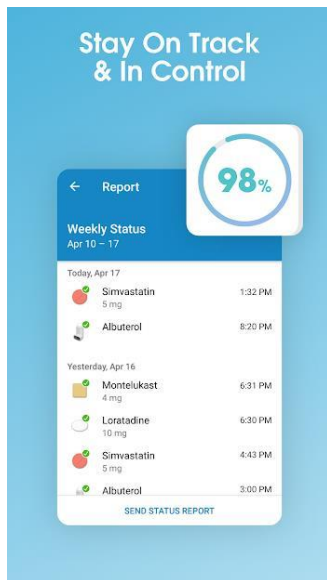 Stay On Track
& In Control
98%
Report
Weekly Status
Apr 10 – 17
Today, Apr 17
Simvastatin 1:32 PM
5 mg
Albuterol 8:20 PM
Yesterday, Apr 16
Montelukast 6:31 PM
4 mg
Loratadine 6:30 PM
10 mg
Simvastatin 4:43 PM
5 mg
Albuterol 3:00 PM
SEND STATUS REPORT